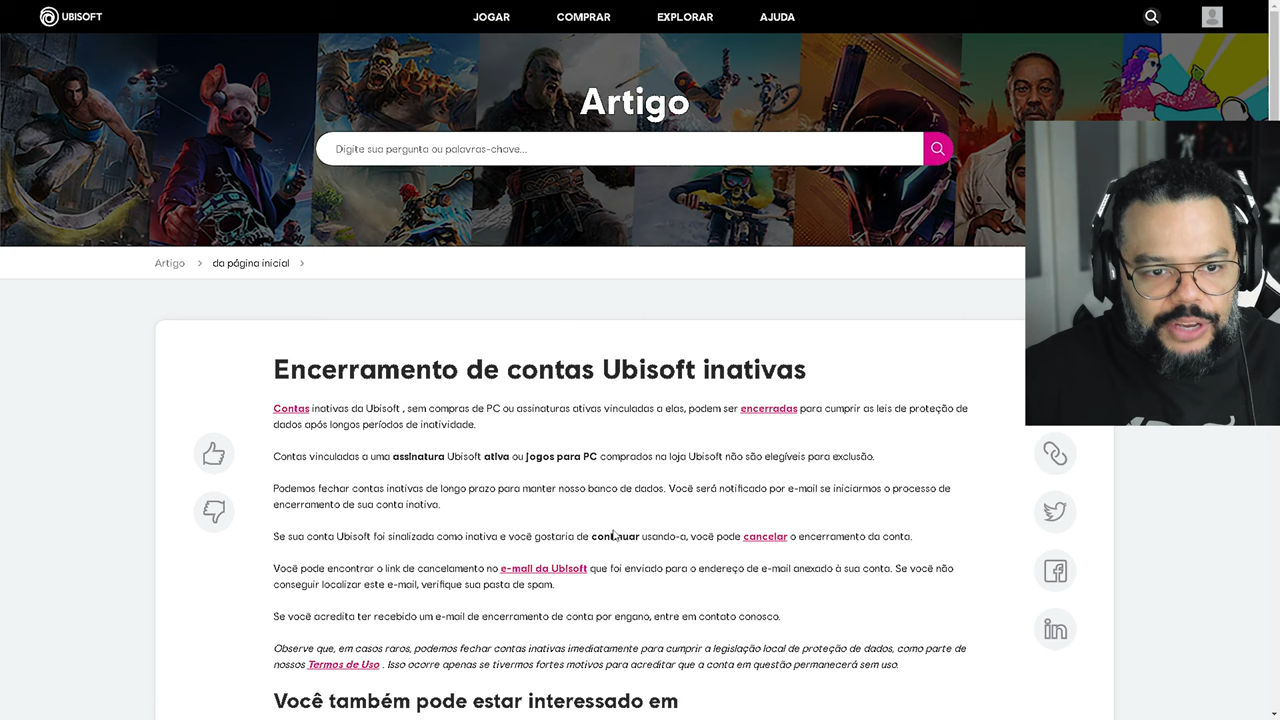 UBISOFT
JOGAR
COMPRAR
EXPLORAR
AJUDA
Artigo
Digite sua pergunta ou palavras-chave...
Artigo > da página inicial >
Encerramento de contas Ubisoft inativas
Contas inativas da Ubisoft , sem compras de PC ou assinaturas ativas vinculadas a elas, podem ser encerradas para cumprir as leis de proteção de
dados após longos períodos de inatividade.
Contas vinculadas a uma assinatura Ubisoft ativa ou jogos para PC comprados na loja Ubisoft não são elegíveis para exclusão.
Podemos fechar contas inativas de longo prazo para manter nosso banco de dados. Você será notificado por e-mail se iniciarmos o processo de
encerramento de sua conta inativa.
Se sua conta Ubisoft foi sinalizada como inativa e você gostaria de continuar usando-a, você pode cancelar o encerramento da conta.
Você pode encontrar o link de cancelamento no e-mail da Ubisoft que foi enviado para o endereço de e-mail anexado à sua conta. Se você não
conseguir localizar este e-mail, verifique sua pasta de spam.
Se você acredita ter recebido um e-mail de encerramento de conta por engano, entre em contato conosco.
Observe que, em casos raros, podemos fechar contas inativas imediatamente para cumprir a legislação local de proteção de dados, como parte de
nossos Termos de Uso . Isso ocorre apenas se tivermos fortes motivos para acreditar que a conta em questão permanecerá sem uso.
Você também pode estar interessado em